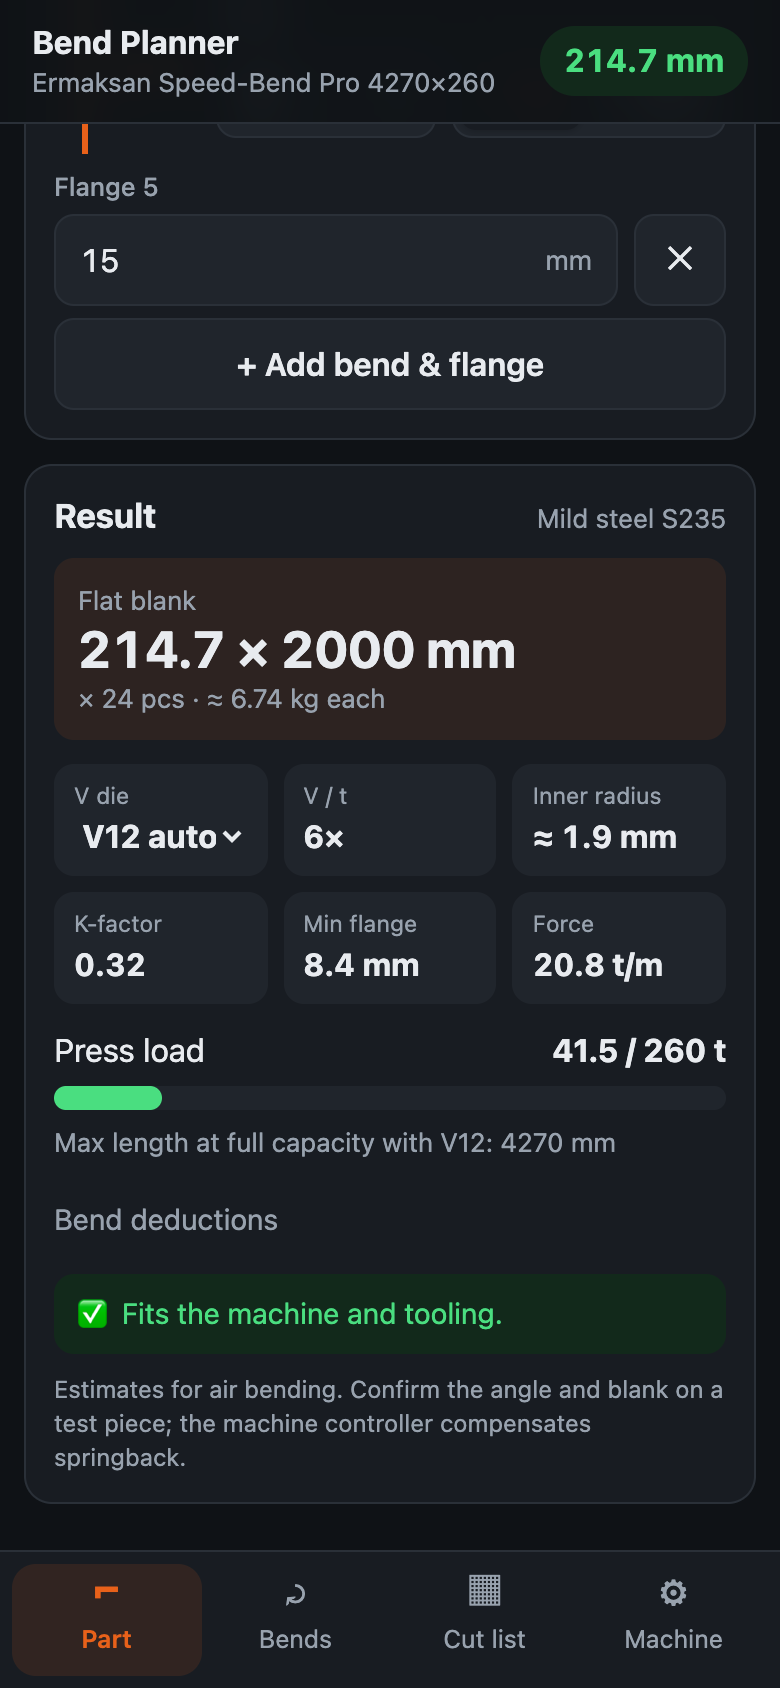 Bend Planner
Ermaksan Speed-Bend Pro 4270×260
214.7 mm
Flange 5
15
mm
+ Add bend & flange
Result
Mild steel S235
Flat blank
214.7 × 2000 mm
× 24 pcs · ≈ 6.74 kg each
V die
V12 auto
V / t
6×
Inner radius
≈ 1.9 mm
K-factor
0.32
Min flange
8.4 mm
Force
20.8 t/m
Press load
41.5 / 260 t
Max length at full capacity with V12: 4270 mm
Bend deductions
✅ Fits the machine and tooling.
Estimates for air bending. Confirm the angle and blank on a
test piece; the machine controller compensates
springback.
Part
Bends
Cut list
Machine